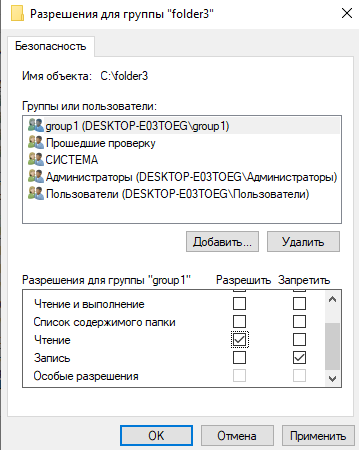 Разрешения для группы "folder3"
Безопасность
Имя объекта: C:\folder3
Группы или пользователи:
group1 (DESKTOP-E03TOEG\group1)
Прошедшие проверку
СИСТЕМА
Администраторы (DESKTOP-E03TOEG\Администраторы)
Пользователи (DESKTOP-E03TOEG\Пользователи)
Добавить... Удалить
Разрешения для группы "group1" Разрешить Запретить
Чтение и выполнение
Список содержимого папки
Чтение
Запись
Особые разрешения
OK Отмена Применить